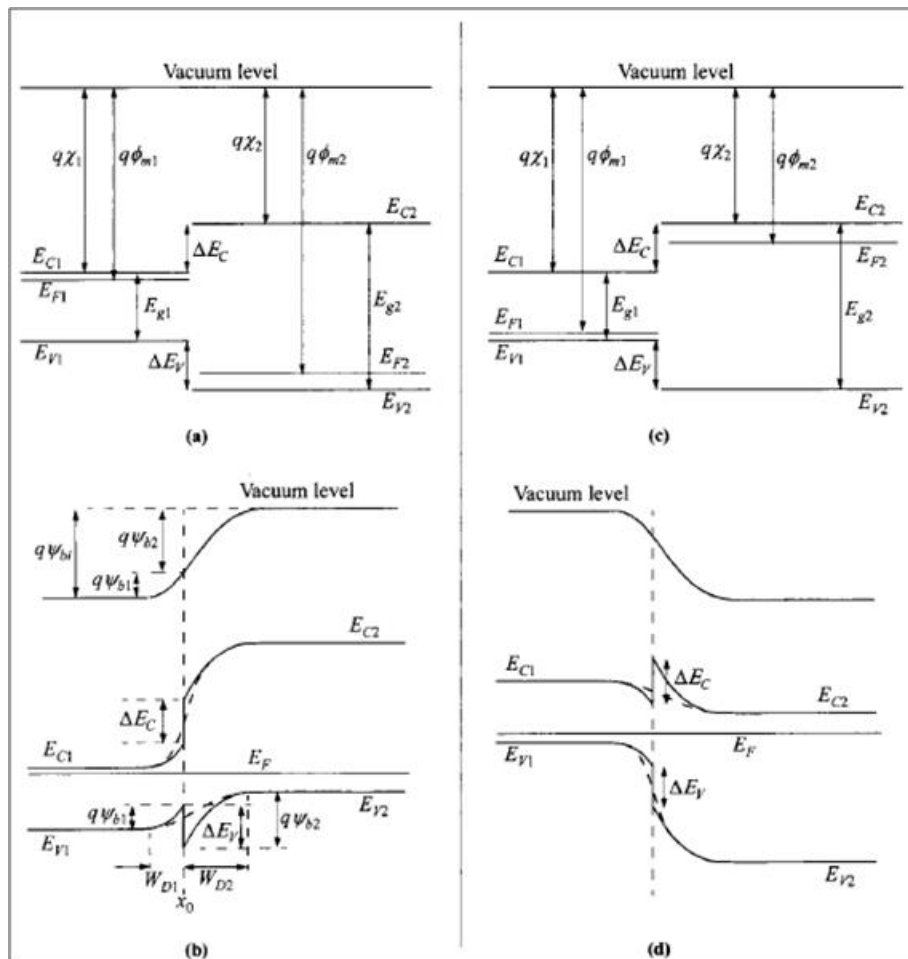 Vacuum level
qχ1
qϕm1
qχ2
qϕm2
EC2
ΔEC
EC1
EF1
Eg1
Eg2
EV1
ΔEV
EF2
EV2
(a)
Vacuum level
qχ1
qϕm1
qχ2
qϕm2
EC2
ΔEC
EF2
EC1
Eg1
Eg2
EF1
EV1
ΔEV
EV2
(c)
Vacuum level
qψbi
qψb2
qψb1
EC2
ΔEC
EC1
EF
qψb1
ΔEV
qψb2
EV2
EV1
WD1
WD2
x0
(b)
Vacuum level
EC1
ΔEC
EC2
EF
EV1
ΔEV
EV2
(d)